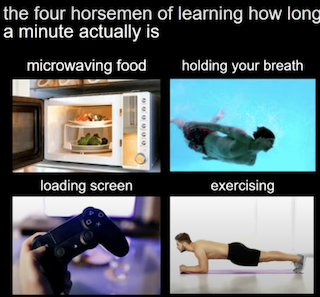 the four horsemen of learning how long
a minute actually is
microwaving food
holding your breath
loading screen
exercising